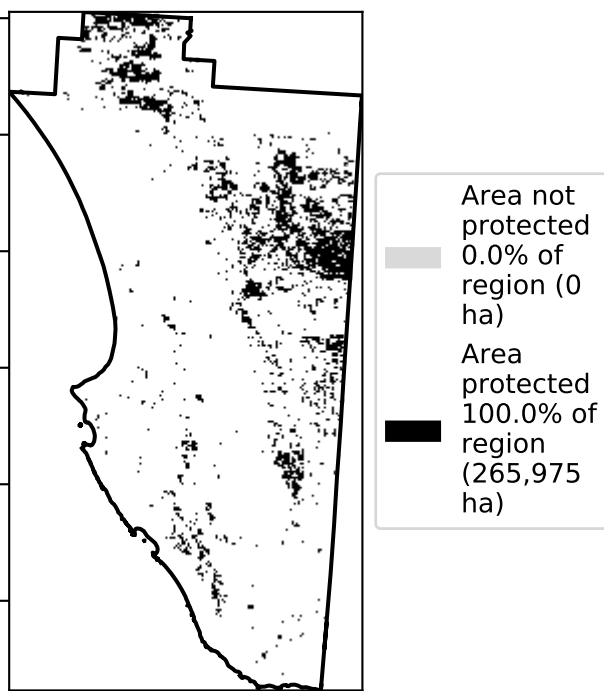 Area not
protected
0.0% of
region (0
ha)
Area
protected
100.0% of
region
(265,975
ha)